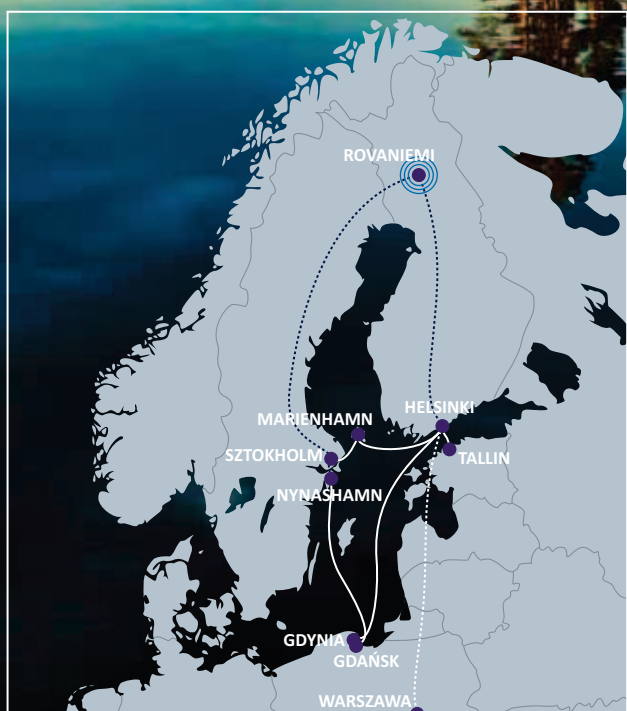 ROVANIEMI
HELSINKI
MARIENHAMN
SZTOKHOLM
TALLIN
NYNASHAMN
GDYNIA
GDAŃSK
WARSZAWA